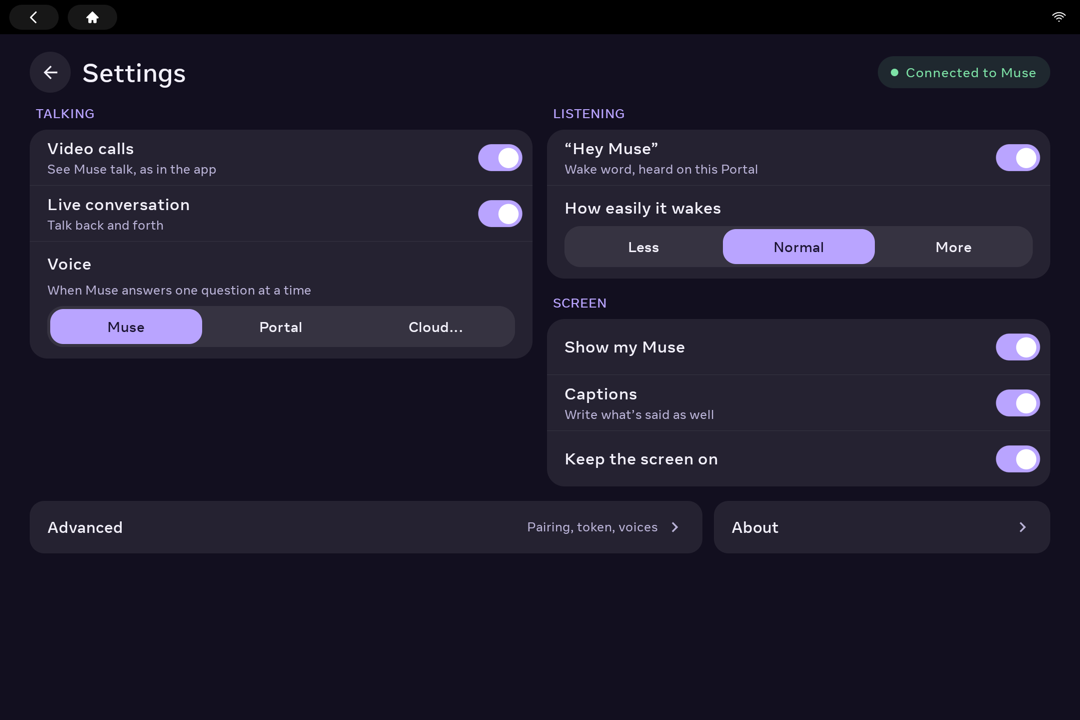 Settings
Connected to Muse
TALKING
Video calls
See Muse talk, as in the app
Live conversation
Talk back and forth
Voice
When Muse answers one question at a time
Muse
Portal
Cloud...
LISTENING
“Hey Muse”
Wake word, heard on this Portal
How easily it wakes
Less
Normal
More
SCREEN
Show my Muse
Captions
Write what’s said as well
Keep the screen on
Advanced
Pairing, token, voices
About